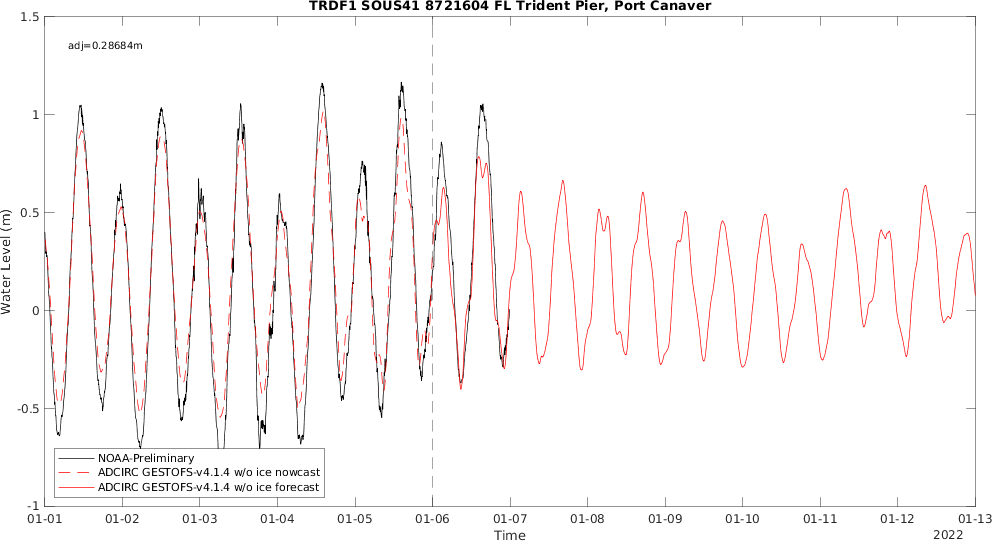 TRDF1 SOUS41 8721604 FL Trident Pier, Port Canaver
adj=0.28684m
1.5
1
0.5
0
-0.5
-1
Water Level (m)
NOAA-Preliminary
ADCIRC GESTOFS-v4.1.4 w/o ice nowcast
ADCIRC GESTOFS-v4.1.4 w/o ice forecast
01-01 01-02 01-03 01-04 01-05 01-06 01-07 01-08 01-09 01-10 01-11 01-12 01-13
Time
2022